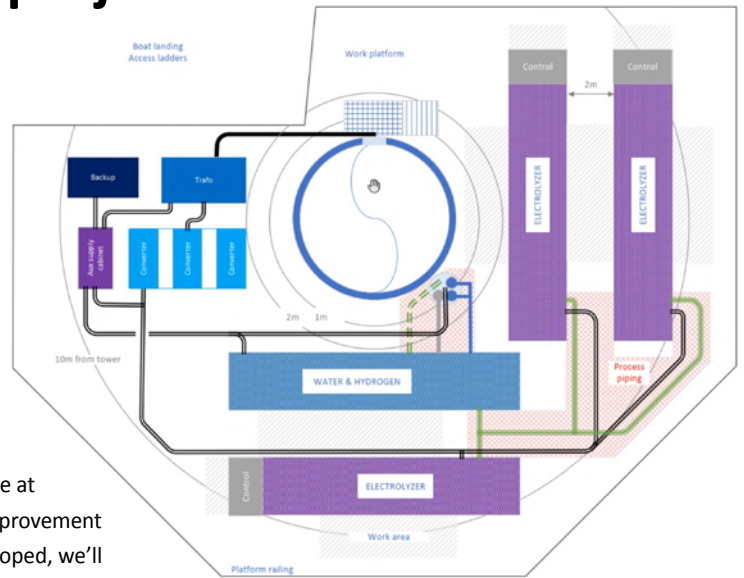 Boat landing
Access ladders
Work platform
Control
Control
2m
Backup
Trafo
ELECTROLYZER
ELECTROLYZER
Aux supply
cabinet
Converter
Converter
Converter
2m
1m
10m from tower
WATER & HYDROGEN
Process
piping
Control
ELECTROLYZER
e at
provement
oped, we'll
Work area
Platform railing